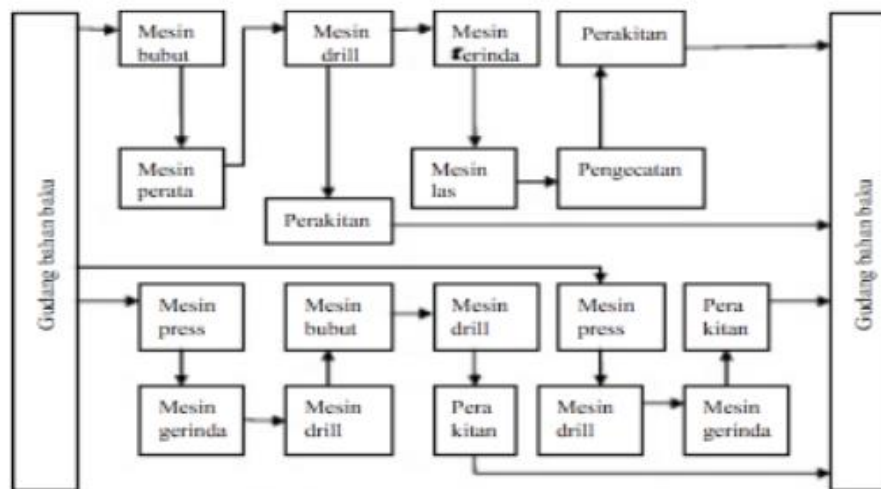 Gudang bahan baku
Mesin
bubut
Mesin
drill
Mesin
gerinda
Perakitan
Mesin
perata
Mesin
las
Pengecatan
Perakitan
Mesin
press
Mesin
bubut
Mesin
drill
Mesin
press
Pera
kitan
Mesin
gerinda
Mesin
drill
Pera
kitan
Mesin
drill
Mesin
gerinda
Gudang bahan baku